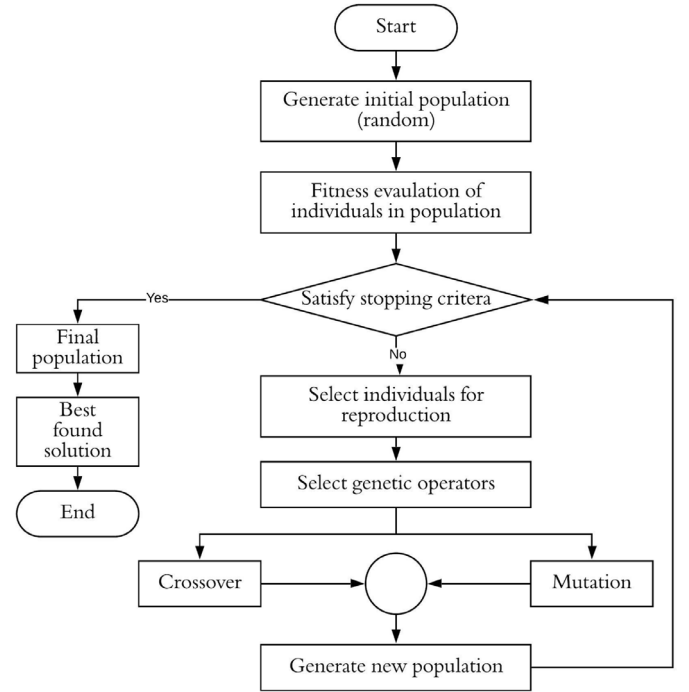 Start
Generate initial population
(random)
Fitness evaulation of
individuals in population
Satisfy stopping critera
Yes
No
Final
population
Best
found
solution
End
Select individuals for
reproduction
Select genetic operators
Crossover
Mutation
Generate new population